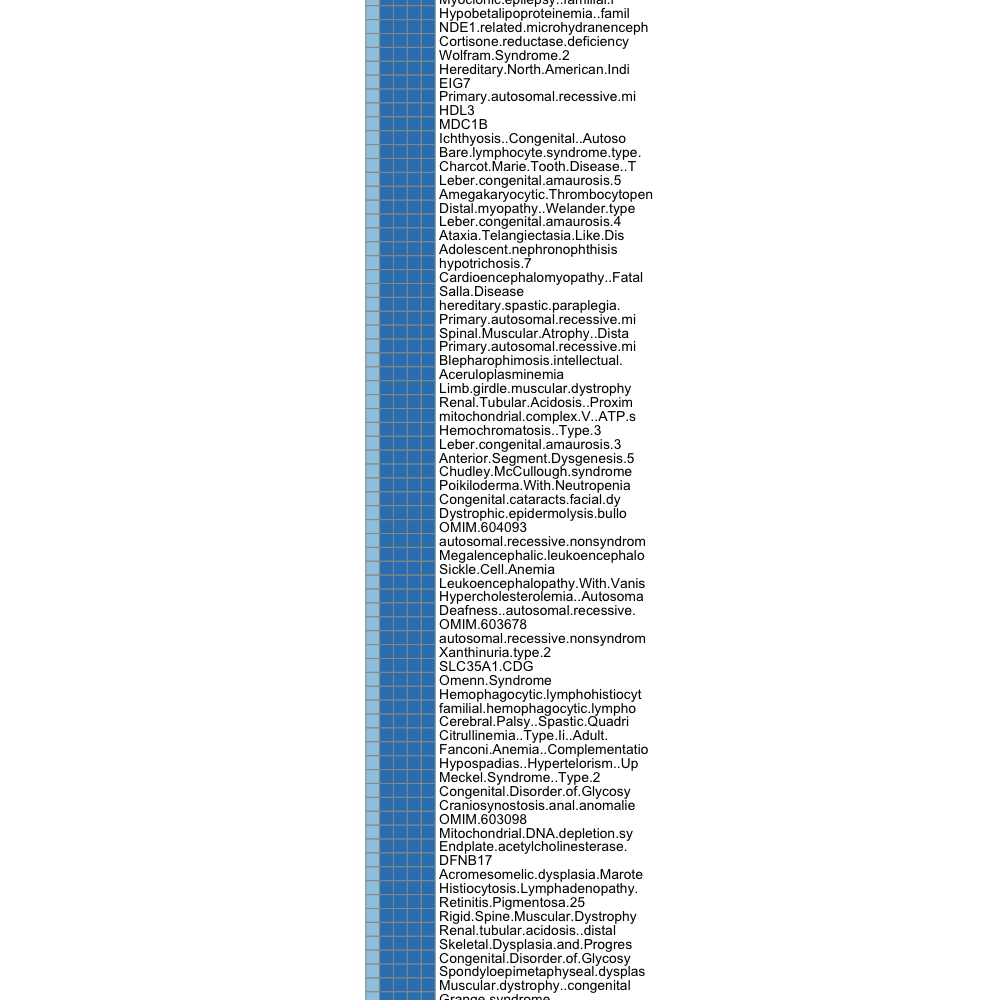 Myoclonic.epilepsy..familial.i
Hypobetalipoproteinemia..famil
NDE1.related.microhydranenceph
Cortisone.reductase.deficiency
Wolfram.Syndrome.2
Hereditary.North.American.Indi
EIG7
Primary.autosomal.recessive.mi
HDL3
MDC1B
Ichthyosis..Congenital..Autoso
Bare.lymphocyte.syndrome.type.
Charcot.Marie.Tooth.Disease..T
Leber.congenital.amaurosis.5
Amegakaryocytic.Thrombocytopen
Distal.myopathy..Welander.type
Leber.congenital.amaurosis.4
Ataxia.Telangiectasia.Like.Dis
Adolescent.nephronophthisis
hypotrichosis.7
Cardioencephalomyopathy..Fatal
Salla.Disease
hereditary.spastic.paraplegia.
Primary.autosomal.recessive.mi
Spinal.Muscular.Atrophy..Dista
Primary.autosomal.recessive.mi
Blepharophimosis.intellectual.
Aceruloplasminemia
Limb.girdle.muscular.dystrophy
Renal.Tubular.Acidosis..Proxim
mitochondrial.complex.V..ATP.s
Hemochromatosis..Type.3
Leber.congenital.amaurosis.3
Anterior.Segment.Dysgenesis.5
Chudley.McCullough.syndrome
Poikiloderma.With.Neutropenia
Congenital.cataracts.facial.dy
Dystrophic.epidermolysis.bullo
OMIM.604093
autosomal.recessive.nonsyndrom
Megalencephalic.leukoencephalo
Sickle.Cell.Anemia
Leukoencephalopathy.With.Vanis
Hypercholesterolemia..Autosoma
Deafness..autosomal.recessive.
OMIM.603678
autosomal.recessive.nonsyndrom
Xanthinuria.type.2
SLC35A1.CDG
Omenn.Syndrome
Hemophagocytic.lymphohistiocyt
familial.hemophagocytic.lympho
Cerebral.Palsy..Spastic.Quadri
Citrullinemia..Type.Ii..Adult.
Fanconi.Anemia..Complementatio
Hypospadias..Hypertelorism..Up
Meckel.Syndrome..Type.2
Congenital.Disorder.of.Glycosy
Craniosynostosis.anal.anomalie
OMIM.603098
Mitochondrial.DNA.depletion.sy
Endplate.acetylcholinesterase.
DFNB17
Acromesomelic.dysplasia.Marote
Histiocytosis.Lymphadenopathy.
Retinitis.Pigmentosa.25
Rigid.Spine.Muscular.Dystrophy
Renal.tubular.acidosis..distal
Skeletal.Dysplasia.and.Progres
Congenital.Disorder.of.Glycosy
Spondyloepimetaphyseal.dysplas
Muscular.dystrophy..congenital
Grange.syndrome